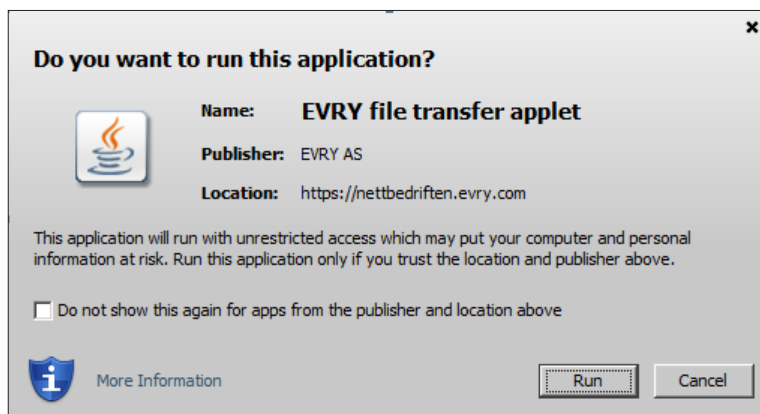 Do you want to run this application?
Name: EVRY file transfer applet
Publisher: EVRY AS
Location: https://nettbedriften.evry.com
This application will run with unrestricted access which may put your computer and personal
information at risk. Run this application only if you trust the location and publisher above.
Do not show this again for apps from the publisher and location above
More Information
Run
Cancel